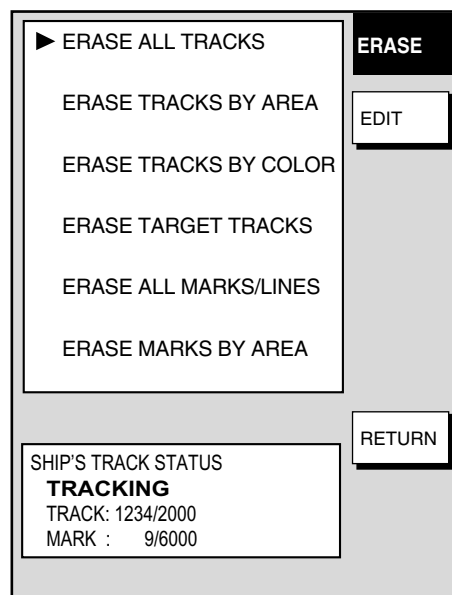 ERASE ALL TRACKS
ERASE TRACKS BY AREA
ERASE TRACKS BY COLOR
ERASE TARGET TRACKS
ERASE ALL MARKS/LINES
ERASE MARKS BY AREA
ERASE
EDIT
RETURN
SHIP'S TRACK STATUS
TRACKING
TRACK: 1234/2000
MARK : 9/6000